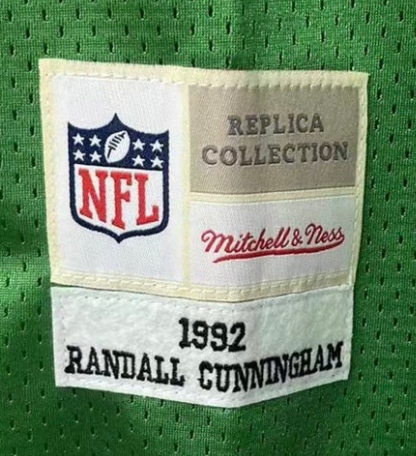 NFL
REPLICA
COLLECTION
Mitchell & Ness
1992
RANDALL CUNNINGHAM